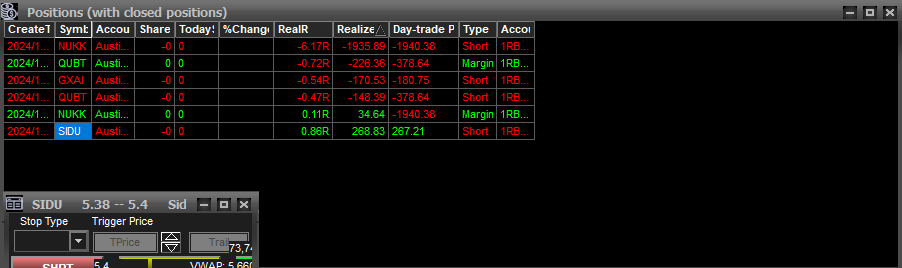 Positions (with closed positions)
CreateT Symb Accou Share Today! %Change RealR Realize Day-trade P Type Accou
2024/1... NUKK Austi... -0 0 -6.17R -1935.69 -1940.36 Short 1RB...
2024/1... QUBT Austi... 0 0 -0.72R -226.36 -378.64 Margin 1RB...
2024/1... GXAI Austi... -0 0 -0.54R -170.53 -180.75 Short 1RB...
2024/1... QUBT Austi... -0 0 -0.47R -148.39 -378.64 Short 1RB...
2024/1... NUKK Austi... 0 0 0.11R 34.64 -1940.36 Margin 1RB...
2024/1... SIDU Austi... -0 0 0.86R 268.83 267.21 Short 1RB...
SIDU 5.38 -- 5.4 Sid
Stop Type Trigger Price
TPrice Trail
73,74
SHRT 5.4 VWAP: 5.660